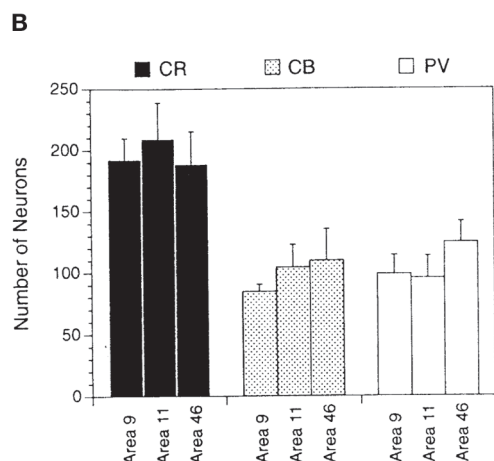 B
CR CB PV
250
200
150
100
50
0
Number of Neurons
Area 9
Area 11
Area 46
Area 9
Area 11
Area 46
Area 9
Area 11
Area 46